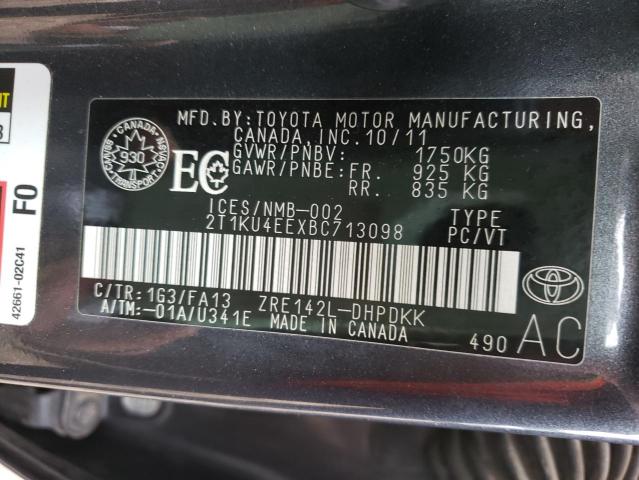 MFD.BY:TOYOTA MOTOR MANUFACTURING,
CANADA, INC.10/11
GVWR/PNBV: 1750KG
GAWR/PNBE:FR. 925 KG
RR. 835 KG
CANADA
930
TRANSPORT
EC
ICES/NMB-002
2T1KU4EEXBC713098
TYPE
PC/VT
C/TR:1G3/FA13 ZRE142L-DHPDKK
A/TM:-01A/U341E MADE IN CANADA
490 AC
F0
42661-02C41